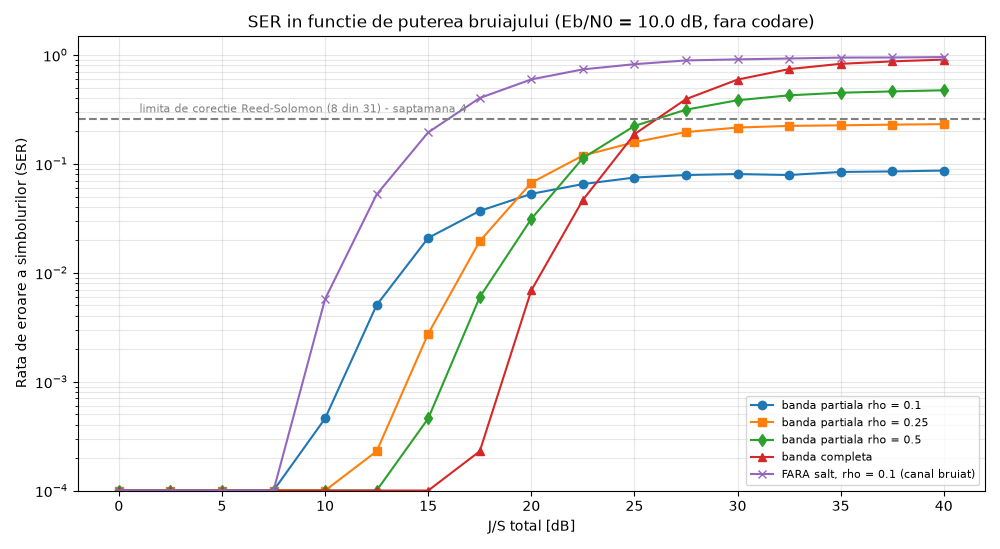 SER in functie de puterea bruiajului (Eb/N0 = 10.0 dB, fara codare)
Rata de eroare a simbolurilor (SER)
10⁰
10⁻¹
10⁻²
10⁻³
10⁻⁴
limita de corectie Reed-Solomon (8 din 31) - saptamana 4
banda partiala rho = 0.1
banda partiala rho = 0.25
banda partiala rho = 0.5
banda completa
FARA salt, rho = 0.1 (canal bruiat)
0 5 10 15 20 25 30 35 40
J/S total [dB]